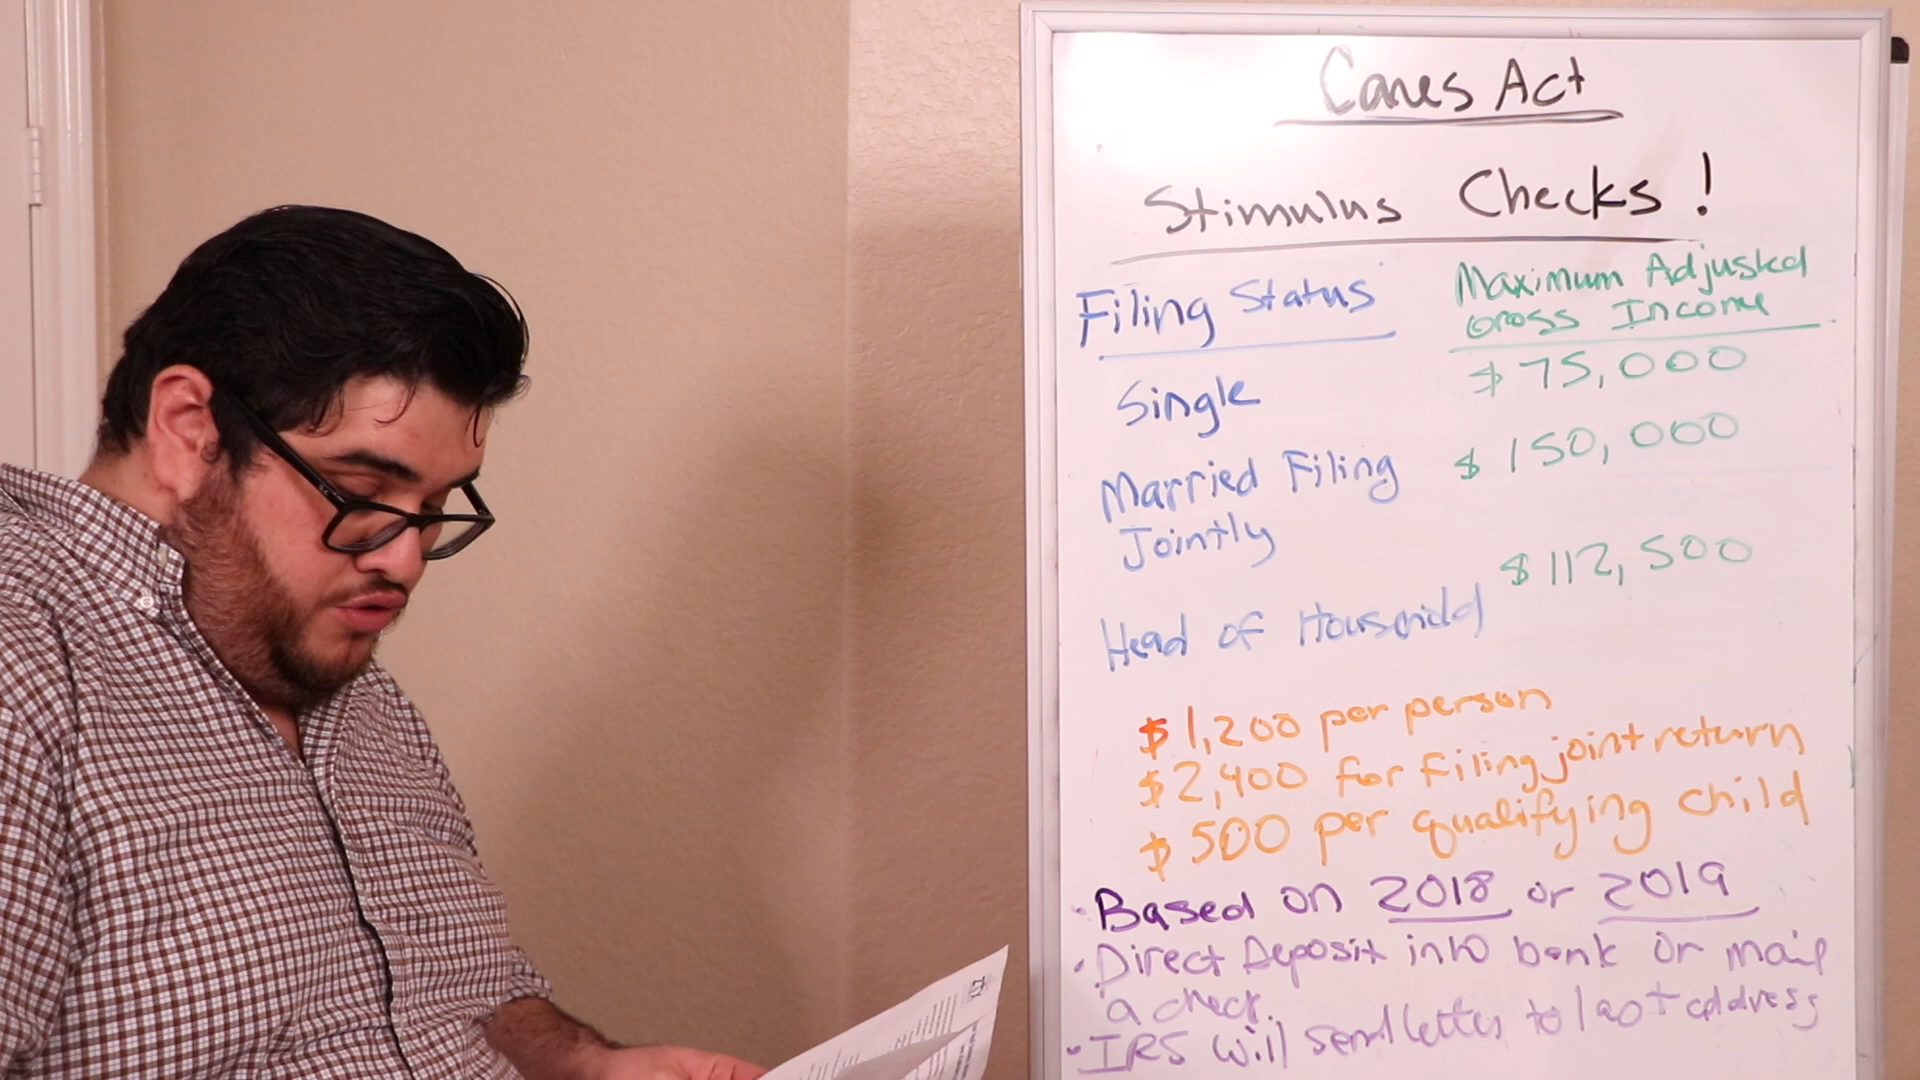 Cares Act
Stimulus Checks!
Filing Status
Maximum Adjusted
Gross Income
Single
$75,000
Married Filing
Jointly
$150,000
Head of Household
$112,500
$1,200 per person
$2,400 for filing joint return
$500 per qualifying child
• Based on 2018 or 2019
• Direct Deposit into bank or mail
a check.
• IRS will send letter to last address